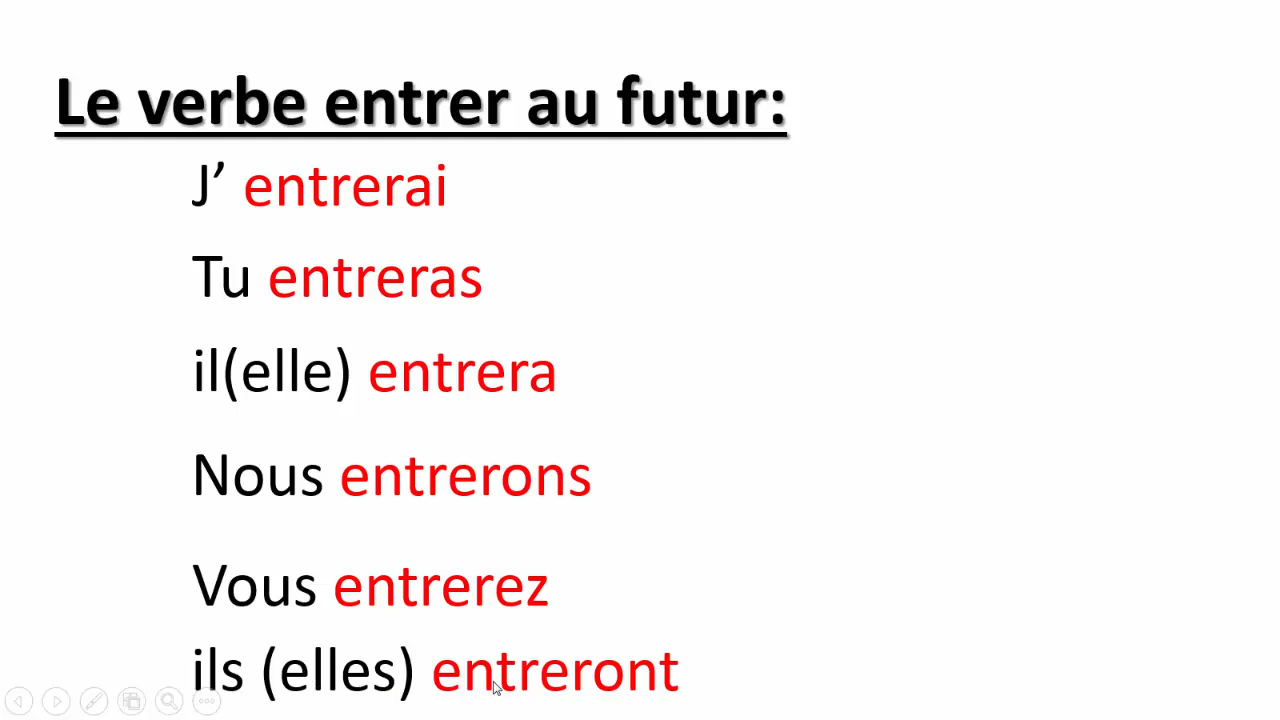 Le verbe entrer au futur:
J’ entrerai
Tu entreras
il(elle) entrera
Nous entrerons
Vous entrerez
ils (elles) entreront